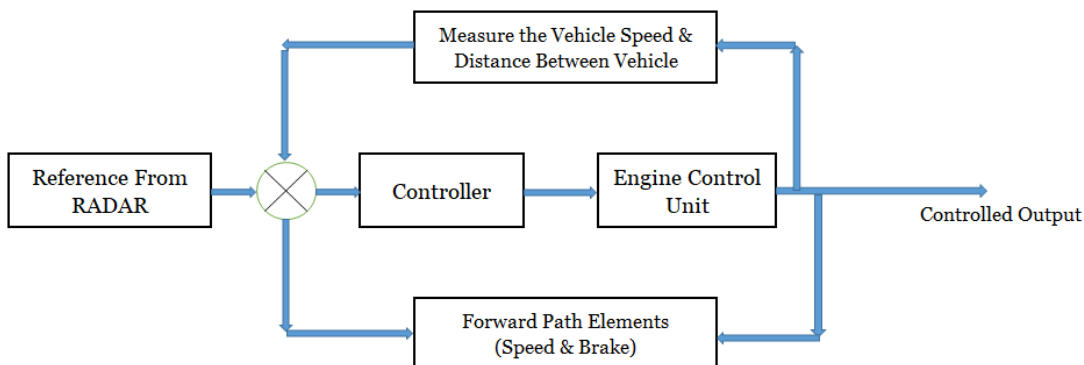 Measure the Vehicle Speed &
Distance Between Vehicle
Reference From
RADAR
Controller
Engine Control
Unit
Controlled Output
Forward Path Elements
(Speed & Brake)